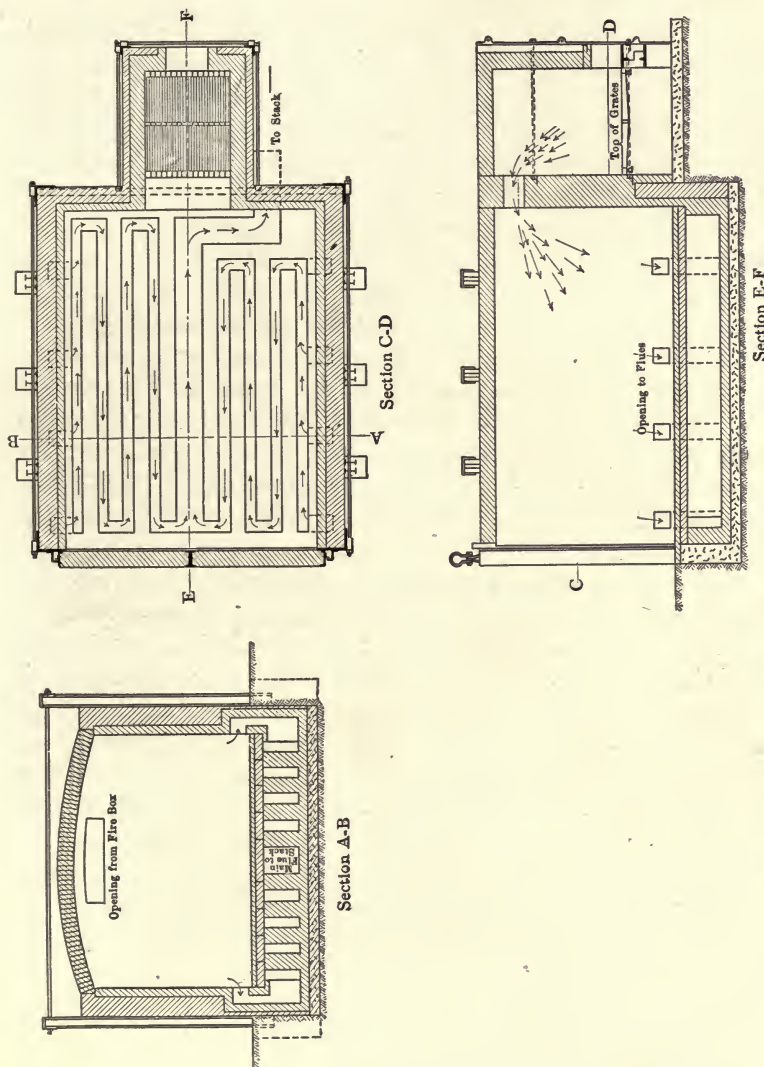 F
To Stack
B
A
E
Section C-D
D
Top of Grates
Opening to Flues
C
Section E-F
Opening from Fire Box
Main
Flue to
Stack
Section A-B